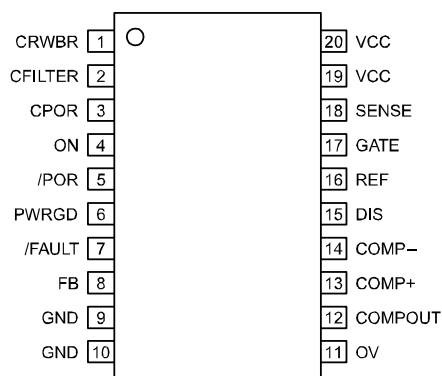 CRWBR 1 20 VCC
CFILTER 2 19 VCC
CPOR 3 18 SENSE
ON 4 17 GATE
/POR 5 16 REF
PWRGD 6 15 DIS
/FAULT 7 14 COMP−
FB 8 13 COMP+
GND 9 12 COMPOUT
GND 10 11 OV